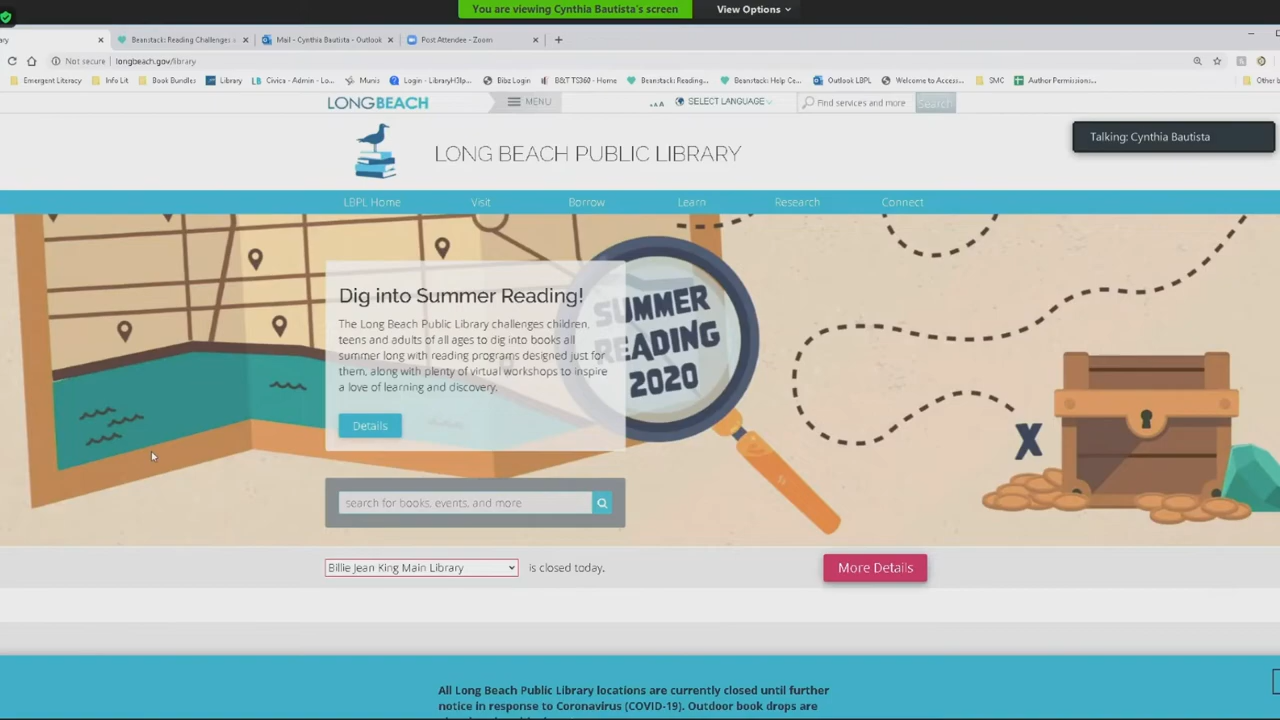 You are viewing Cynthia Bautista's screen
View Options
Beanstack: Reading Challenges
Mail - Cynthia Bautista - Outlook
Post Attendee - Zoom
Not secure
longbeach.gov/library
Emergent Literacy
Info Lit
Book Bundles
Library
Civica - Admin - Lo...
Munis
Login - LibraryH3lp...
Bibz Login
B&T TS360 - Home
Beanstack: Reading...
Beanstack: Help Ce...
Outlook LBPL
Welcome to Access...
SMC
Author Permissions...
LONGBEACH
MENU
SELECT LANGUAGE
Find services and more
Search
Talking: Cynthia Bautista
LONG BEACH PUBLIC LIBRARY
LBPL Home
Visit
Borrow
Learn
Research
Connect
Dig into Summer Reading!
The Long Beach Public Library challenges children,
teens and adults of all ages to dig into books all
summer long with reading programs designed just for
them, along with plenty of virtual workshops to inspire
a love of learning and discovery.
Details
SUMMER
READING
2020
X
search for books, events, and more
Billie Jean King Main Library
is closed today.
More Details
All Long Beach Public Library locations are currently closed until further
notice in response to Coronavirus (COVID-19). Outdoor book drops are